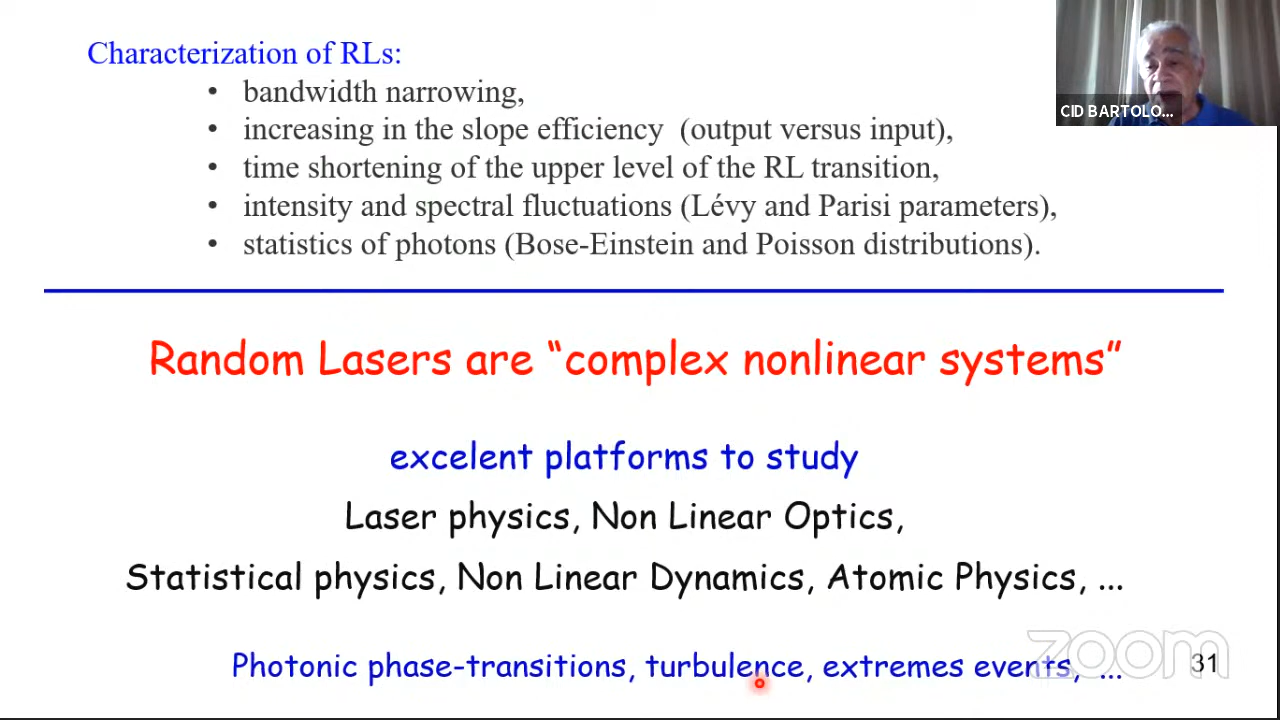 Characterization of RLs:
• bandwidth narrowing,
• increasing in the slope efficiency (output versus input),
• time shortening of the upper level of the RL transition,
• intensity and spectral fluctuations (Lévy and Parisi parameters),
• statistics of photons (Bose-Einstein and Poisson distributions).
CID BARTOLO...
Random Lasers are “complex nonlinear systems”
excelent platforms to study
Laser physics, Non Linear Optics,
Statistical physics, Non Linear Dynamics, Atomic Physics, ...
Photonic phase-transitions, turbulence, extremes events, ...
zoom
31